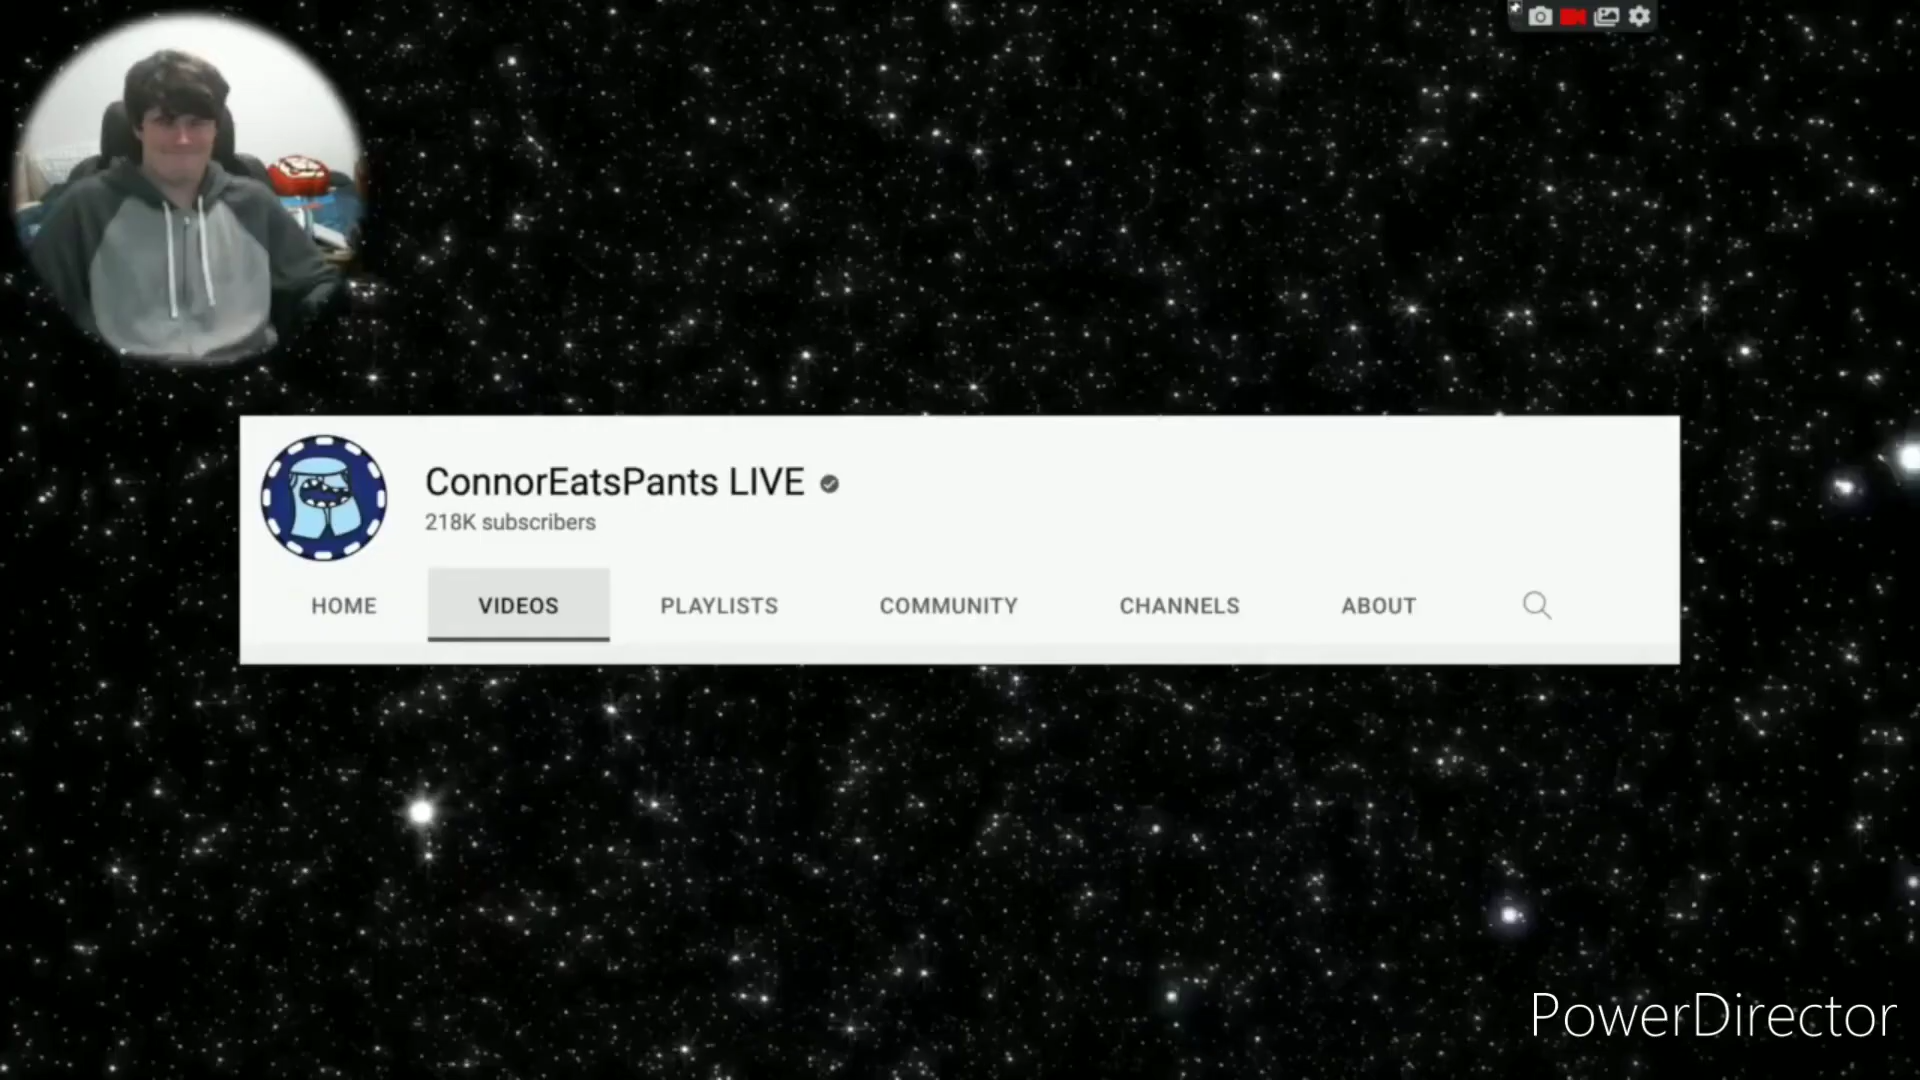 ConnorEatsPants LIVE
218K subscribers
HOME VIDEOS PLAYLISTS COMMUNITY CHANNELS ABOUT
PowerDirector